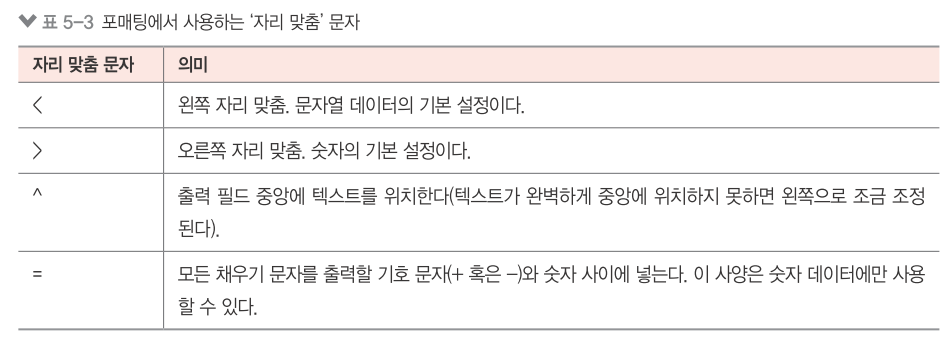 표 5-3 포매팅에서 사용하는 ‘자리 맞춤’ 문자
자리 맞춤 문자 의미
< 왼쪽 자리 맞춤. 문자열 데이터의 기본 설정이다.
> 오른쪽 자리 맞춤. 숫자의 기본 설정이다.
^ 출력 필드 중앙에 텍스트를 위치한다(텍스트가 완벽하게 중앙에 위치하지 못하면 왼쪽으로 조금 조정
된다).
= 모든 채우기 문자를 출력할 기호 문자(+ 혹은 -)와 숫자 사이에 넣는다. 이 사양은 숫자 데이터에만 사용
할 수 있다.